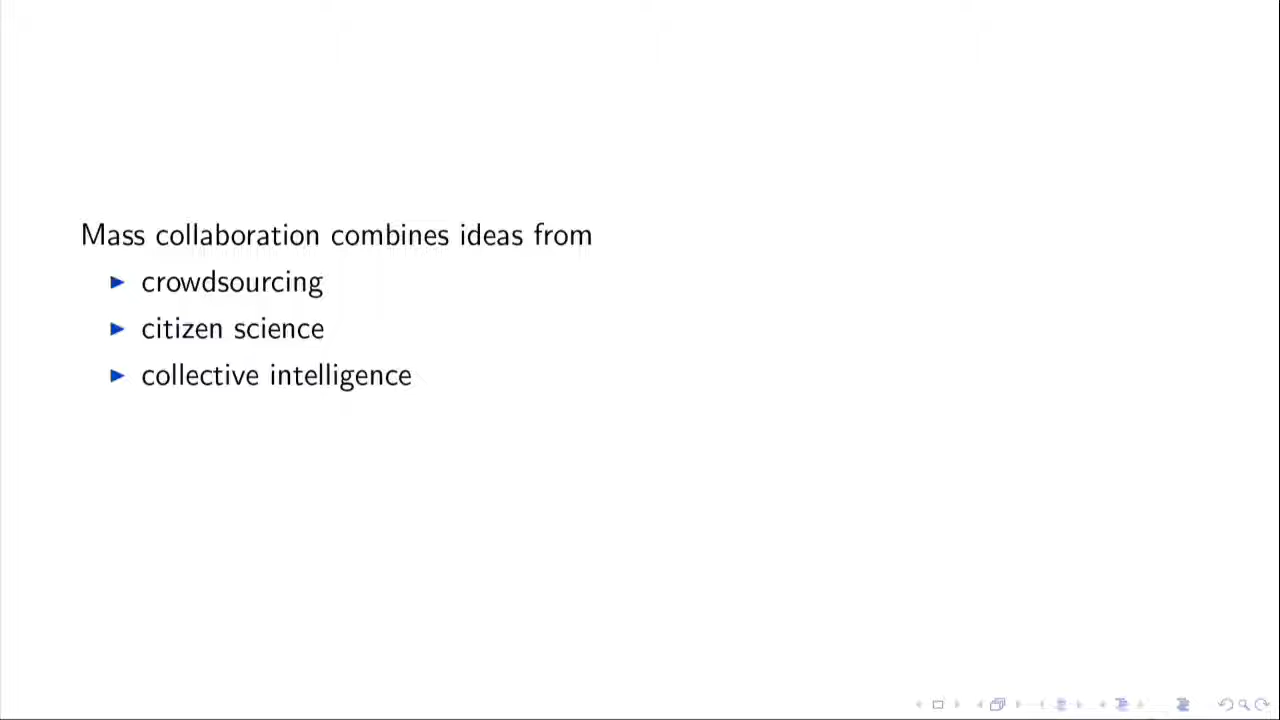 Mass collaboration combines ideas from
crowdsourcing
citizen science
collective intelligence